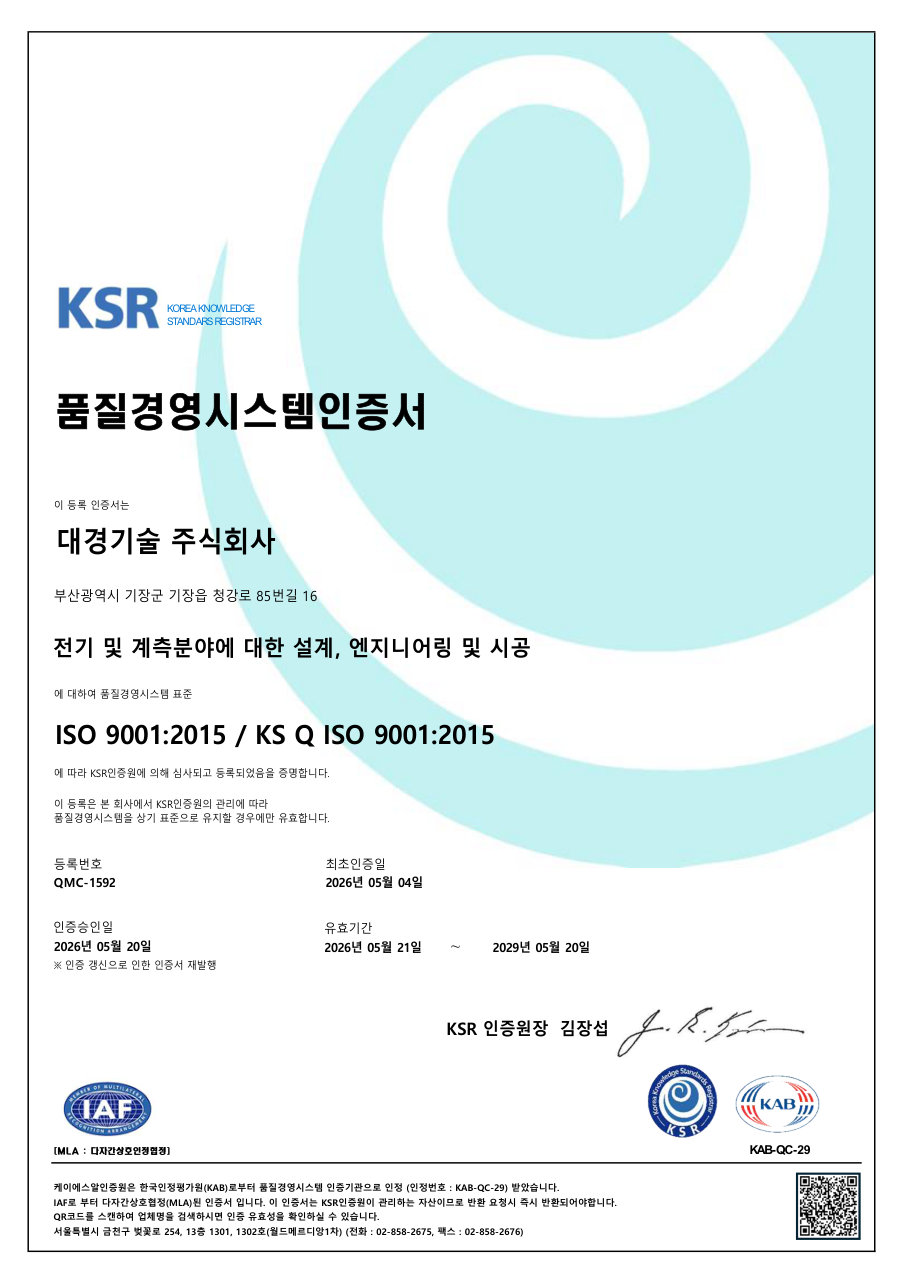 KSR
KOREA KNOWLEDGE
STANDARS REGISTRAR
품질경영시스템인증서
이 등록 인증서는
대경기술 주식회사
부산광역시 기장군 기장읍 청강로 85번길 16
전기 및 계측분야에 대한 설계, 엔지니어링 및 시공
에 대하여 품질경영시스템 표준
ISO 9001:2015 / KS Q ISO 9001:2015
에 따라 KSR인증원에 의해 심사되고 등록되었음을 증명합니다.
이 등록은 본 회사에서 KSR인증원의 관리에 따라
품질경영시스템을 상기 표준으로 유지할 경우에만 유효합니다.
등록번호 최초인증일
QMC-1592 2026년 05월 04일
인증승인일 유효기간
2026년 05월 20일 2026년 05월 21일 ~ 2029년 05월 20일
※ 인증 갱신으로 인한 인증서 재발행
KSR 인증원장 김장섭
MEMBER OF MULTILATERAL
IAF
RECOGNITION ARRANGEMENT
Korea Knowledge Standards Registrar
KSR
KAB
[MLA : 다자간상호인정협정]
KAB-QC-29
케이에스알인증원은 한국인정평가원(KAB)로부터 품질경영시스템 인증기관으로 인정 (인정번호 : KAB-QC-29) 받았습니다.
IAF로 부터 다자간상호협정(MLA)된 인증서 입니다. 이 인증서는 KSR인증원이 관리하는 자산이므로 반환 요청시 즉시 반환되어야합니다.
QR코드를 스캔하여 업체명을 검색하시면 인증 유효성을 확인하실 수 있습니다.
서울특별시 금천구 벚꽃로 254, 13층 1301, 1302호(월드메르디앙1차) (전화 : 02-858-2675, 팩스 : 02-858-2676)